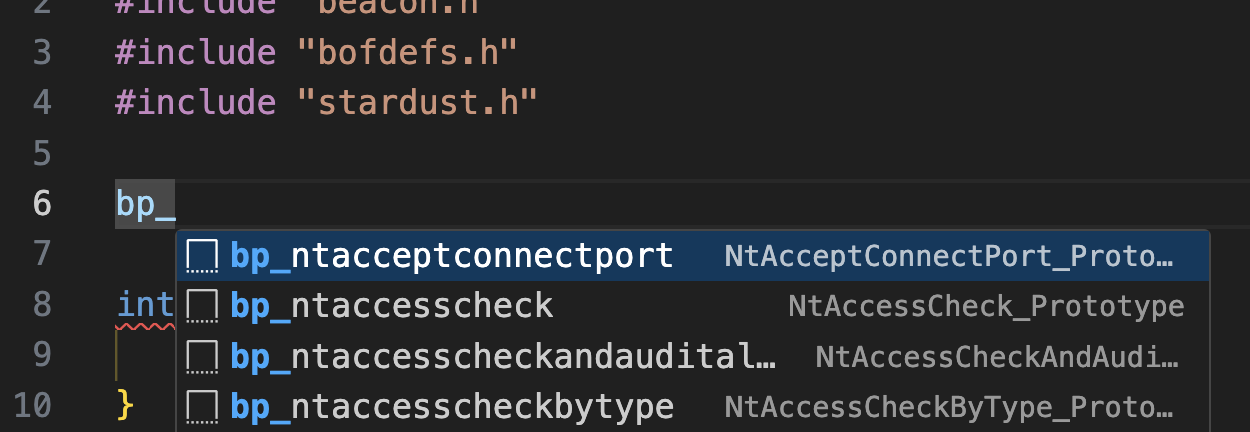 2 #include "beacon.h"
3 #include "bofdefs.h"
4 #include "stardust.h"
5
6 bp_
7 bp_ntacceptconnectport NtAcceptConnectPort_Proto…
8 int bp_ntaccesscheck NtAccessCheck_Prototype
9 bp_ntaccesscheckandaudital… NtAccessCheckAndAudi…
10 } bp_ntaccesscheckbytype NtAccessCheckByType_Proto…